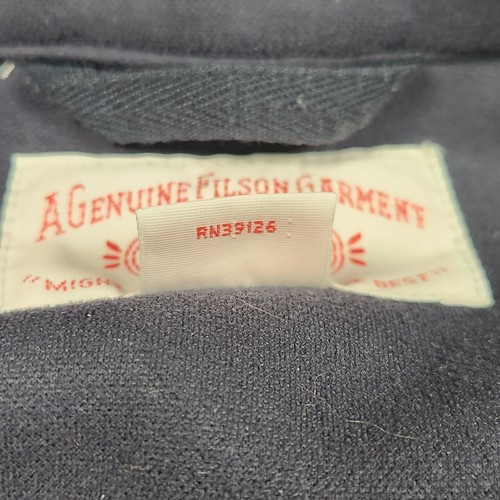 A GENUINE FILSON GARMENT
RN39126
"MIGH
BEST"